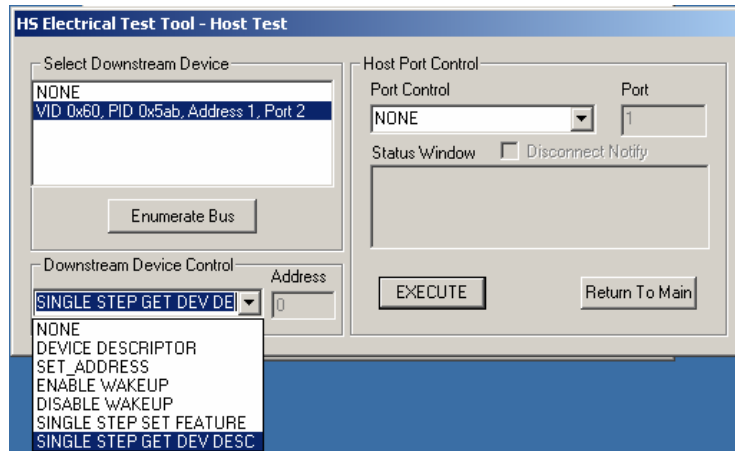 HS Electrical Test Tool - Host Test
Select Downstream Device
NONE
VID 0x60, PID 0x5ab, Address 1, Port 2
Enumerate Bus
Downstream Device Control
Address
SINGLE STEP GET DEV DE
0
NONE
DEVICE DESCRIPTOR
SET_ADDRESS
ENABLE WAKEUP
DISABLE WAKEUP
SINGLE STEP SET FEATURE
SINGLE STEP GET DEV DESC
Host Port Control
Port Control
Port
NONE
1
Status Window
Disconnect Notify
EXECUTE
Return To Main